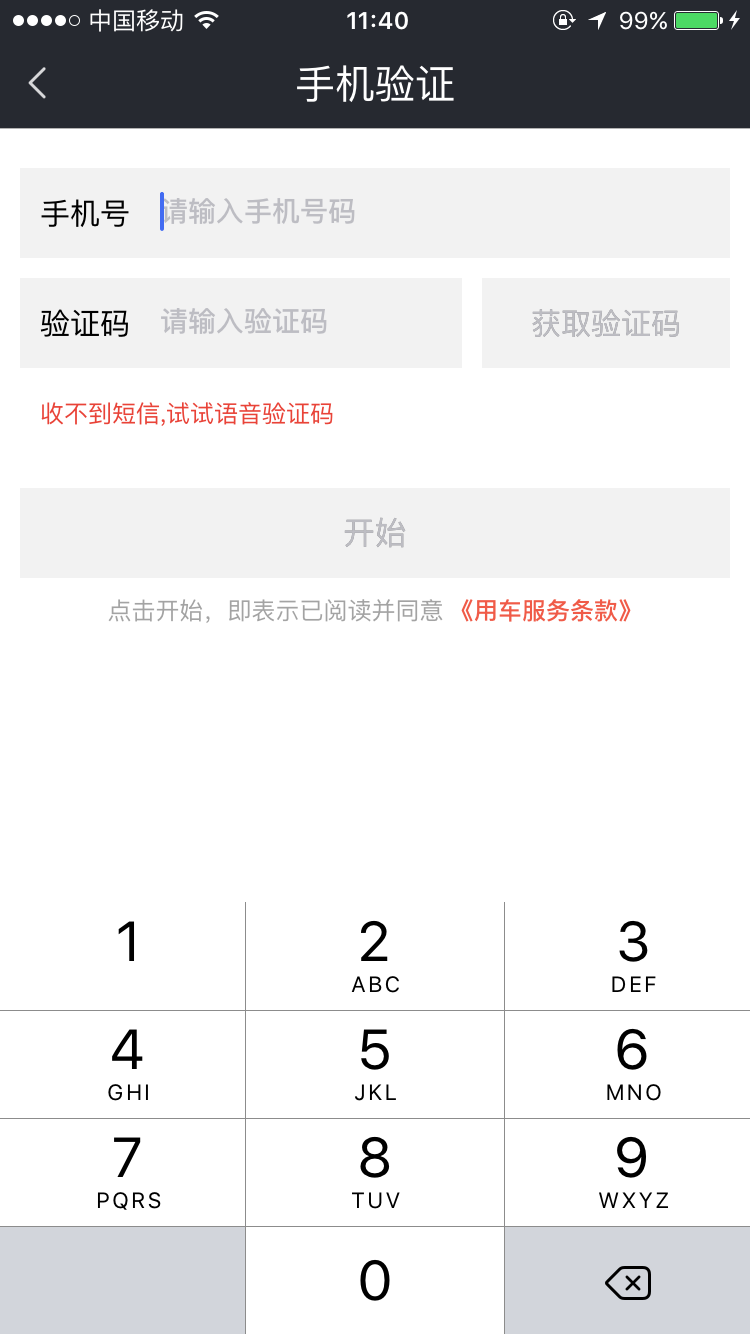 中国移动 11:40 99%
手机验证
手机号 请输入手机号码
验证码 请输入验证码 获取验证码
收不到短信,试试语音验证码
开始
点击开始，即表示已阅读并同意《用车服务条款》
1 2 3
ABC DEF
4 5 6
GHI JKL MNO
7 8 9
PQRS TUV WXYZ
0